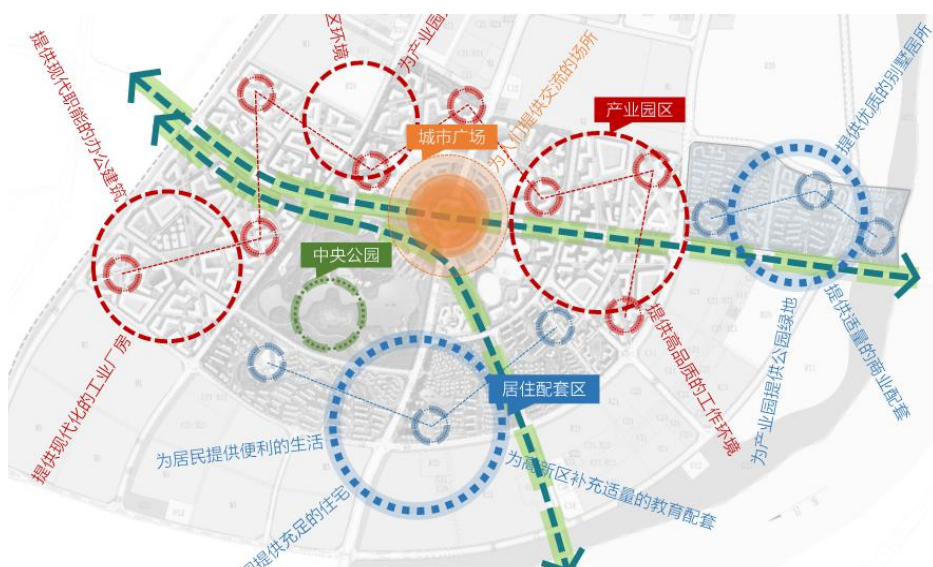 提供现代职能的办公建筑
区环境
为产业园
为人们提供交流的场所
城市广场
产业园区
提供优质的别墅居所
中央公园
提供现代化的工业厂房
提供高品质的工作环境
为产业园提供公园绿地
提供适量的商业配套
居住配套区
为居民提供便利的生活
为高新区补充适量的教育配套
提供充足的住宅